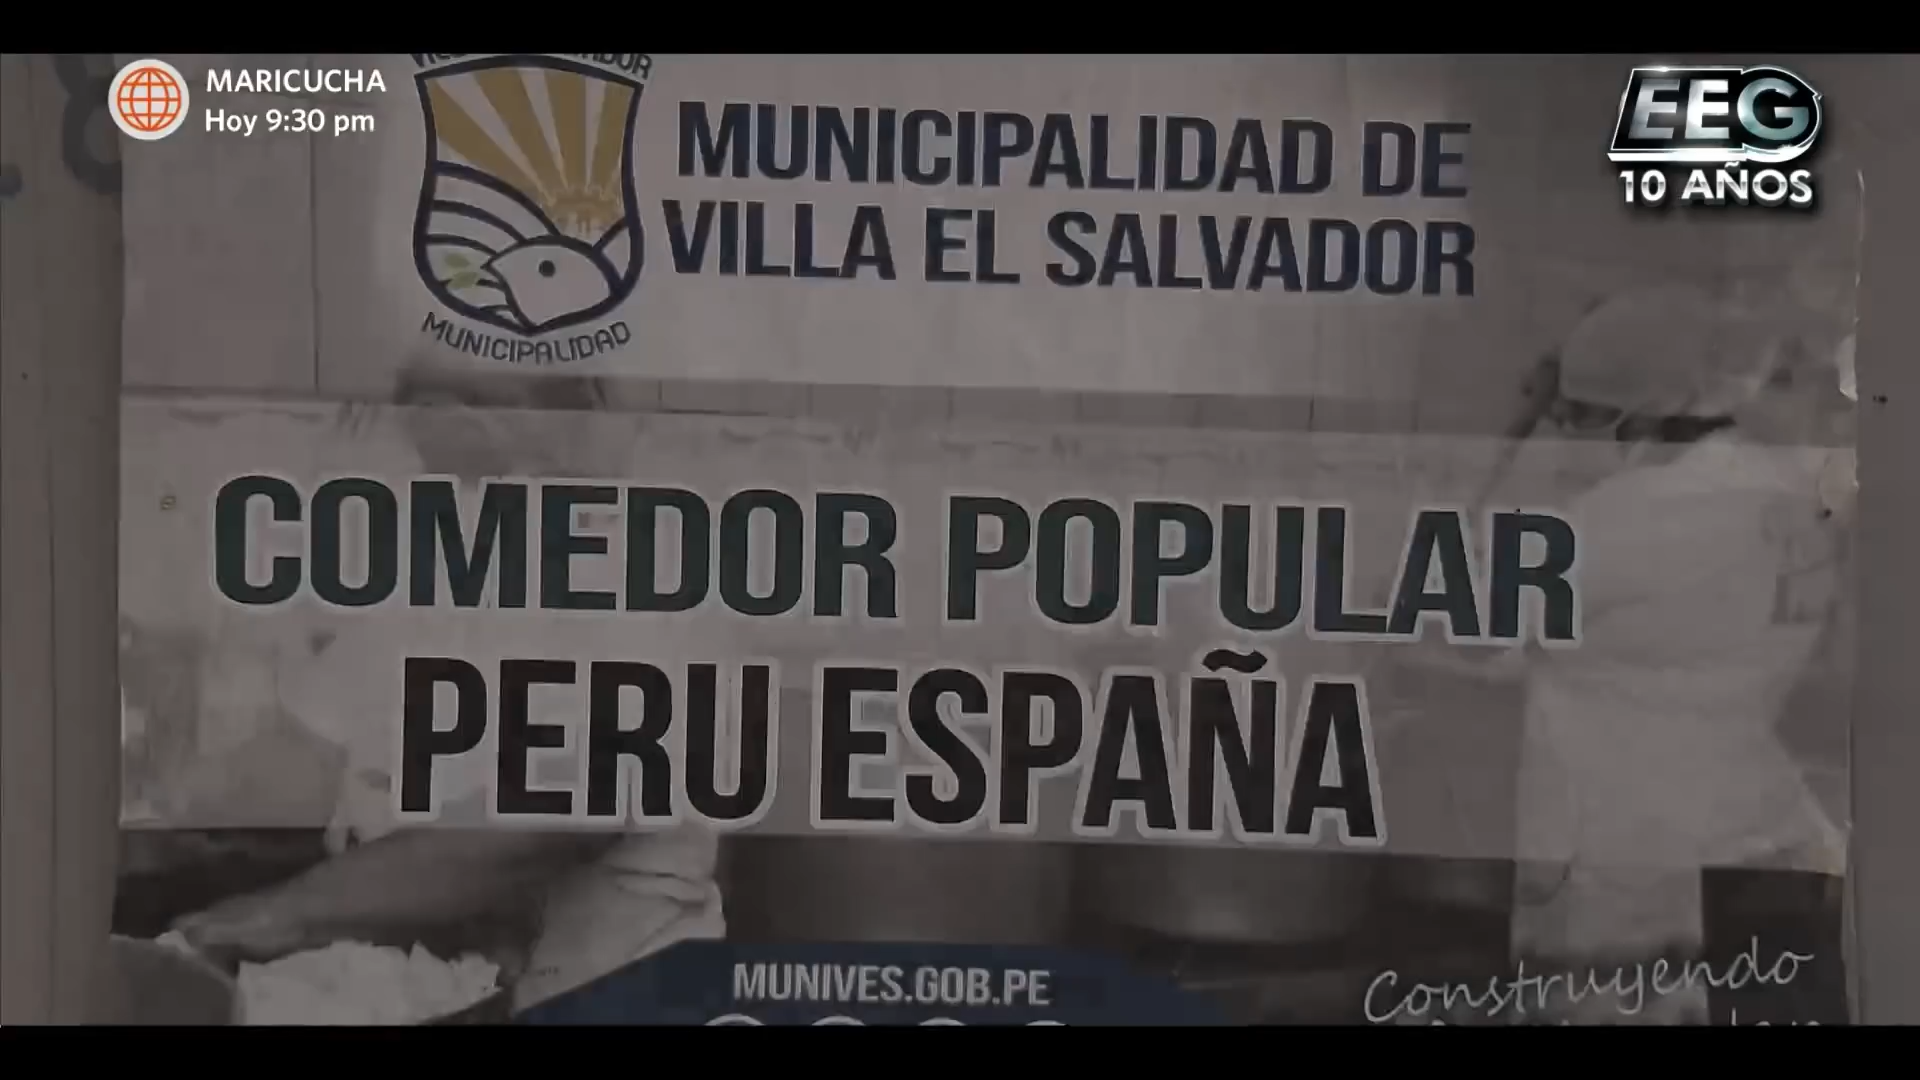 MARICUCHA
Hoy 9:30 pm
EEG
10 AÑOS
MUNICIPALIDAD
MUNICIPALIDAD DE
VILLA EL SALVADOR
COMEDOR POPULAR
PERU ESPAÑA
MUNIVES.GOB.PE
Construyendo